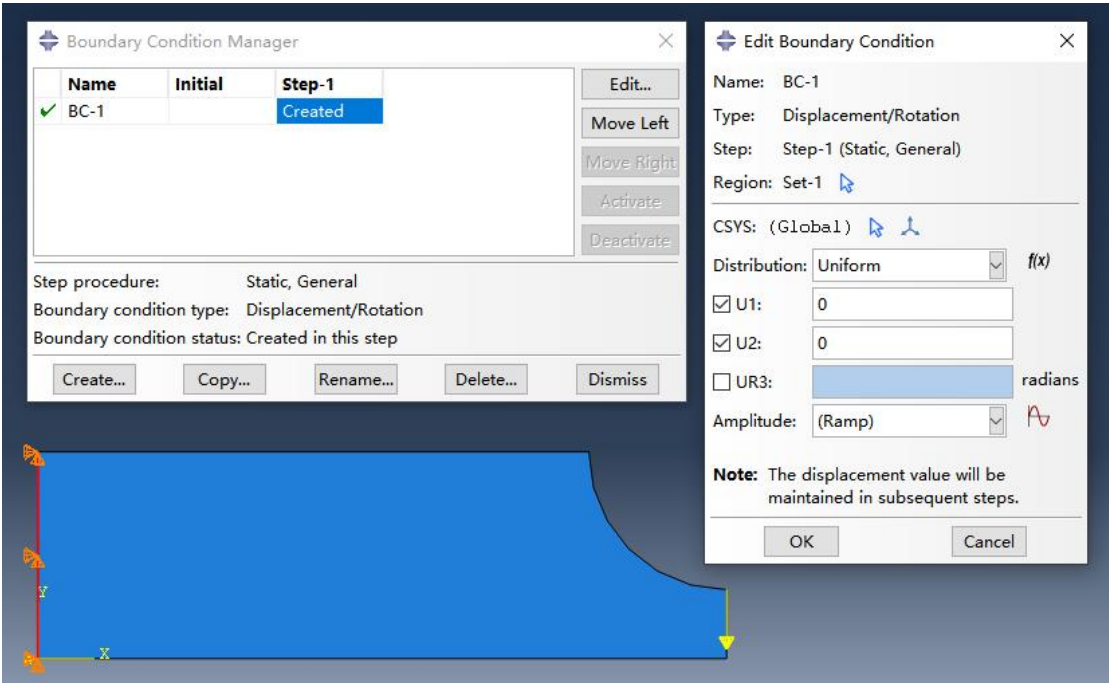 Boundary Condition Manager
Name Initial Step-1
BC-1 Created
Edit...
Move Left
Move Right
Activate
Deactivate
Step procedure: Static, General
Boundary condition type: Displacement/Rotation
Boundary condition status: Created in this step
Create... Copy... Rename... Delete... Dismiss
Edit Boundary Condition
Name: BC-1
Type: Displacement/Rotation
Step: Step-1 (Static, General)
Region: Set-1
CSYS: (Global)
Distribution: Uniform f(x)
U1: 0
U2: 0
UR3: radians
Amplitude: (Ramp)
Note: The displacement value will be
maintained in subsequent steps.
OK Cancel
Y
X